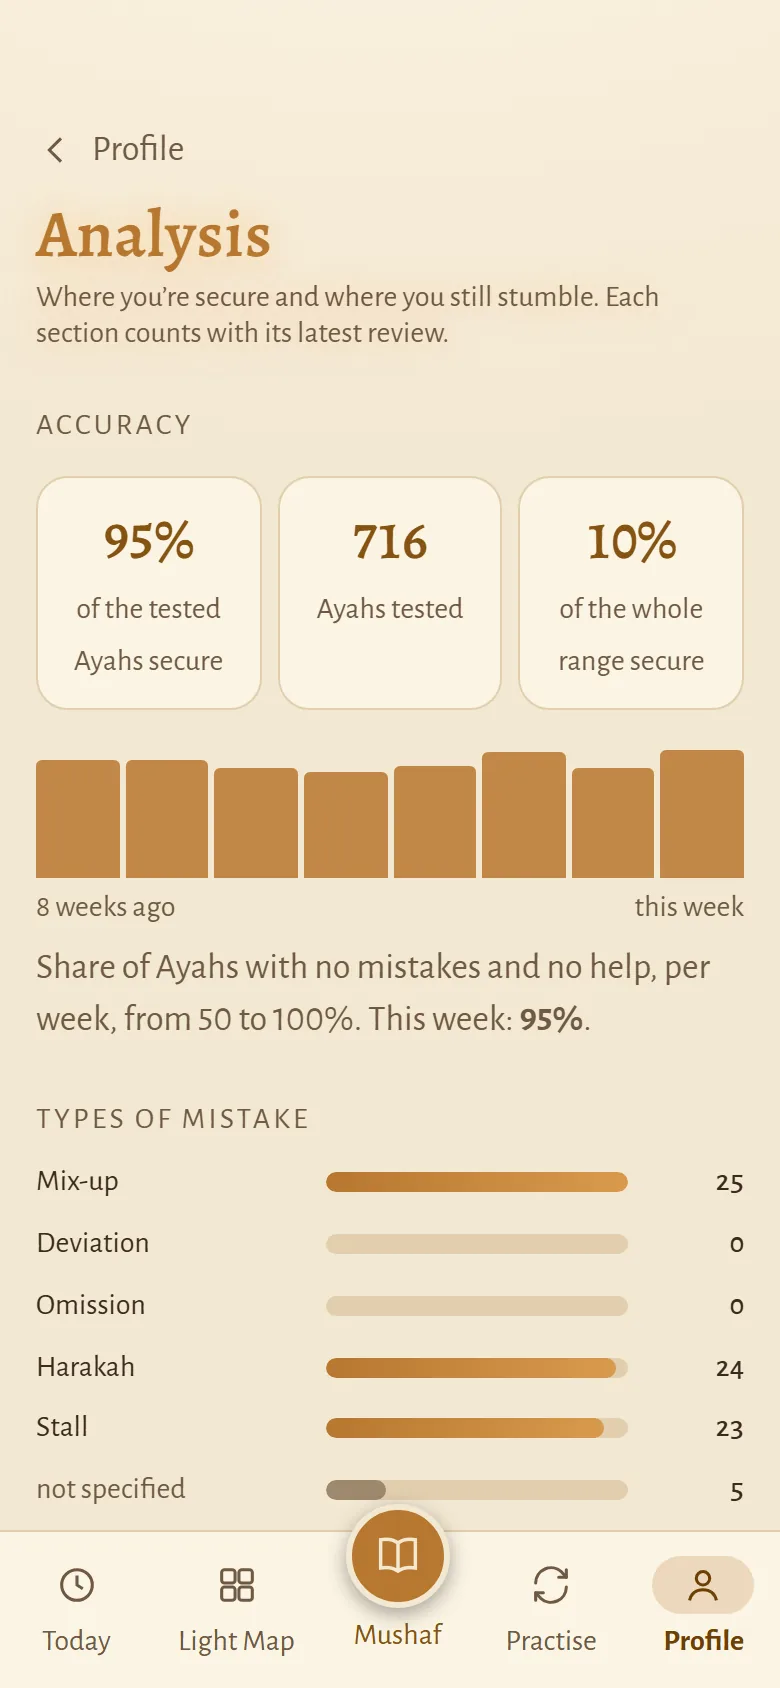 Profile
Analysis
Where you’re secure and where you still stumble. Each
section counts with its latest review.
ACCURACY
95%
of the tested
Ayahs secure
716
Ayahs tested
10%
of the whole
range secure
8 weeks ago
this week
Share of Ayahs with no mistakes and no help, per
week, from 50 to 100%. This week: 95%.
TYPES OF MISTAKE
Mix-up 25
Deviation 0
Omission 0
Harakah 24
Stall 23
not specified 5
Today
Light Map
Mushaf
Practise
Profile